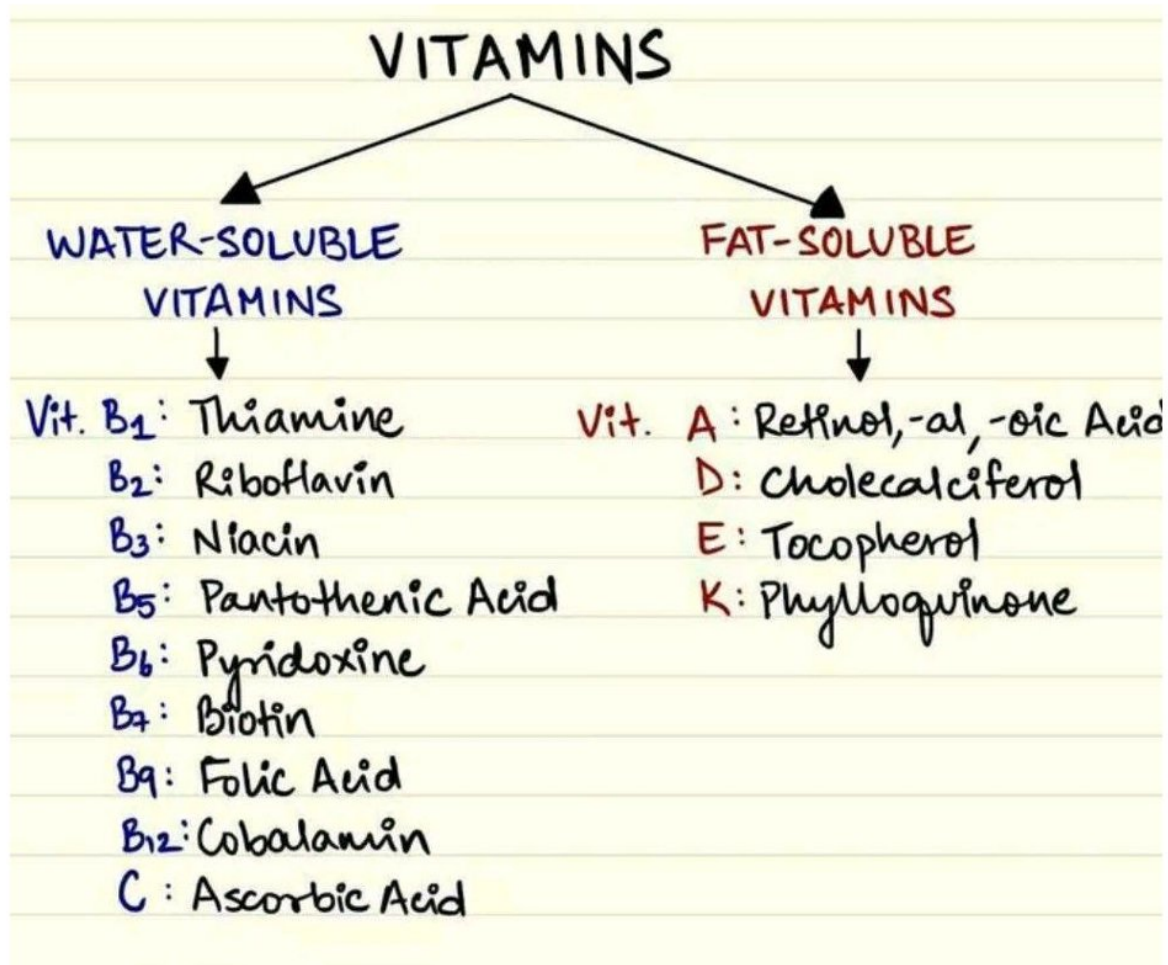 VITAMINS
WATER-SOLUBLE
VITAMINS
Vit. B1: Thiamine
B2: Riboflavin
B3: Niacin
B5: Pantothenic Acid
B6: Pyridoxine
B7: Biotin
B9: Folic Acid
B12: Cobalamin
C: Ascorbic Acid
FAT-SOLUBLE
VITAMINS
Vit. A: Retinol,-al,-oic Acid
D: Cholecalciferol
E: Tocopherol
K: Phylloquinone